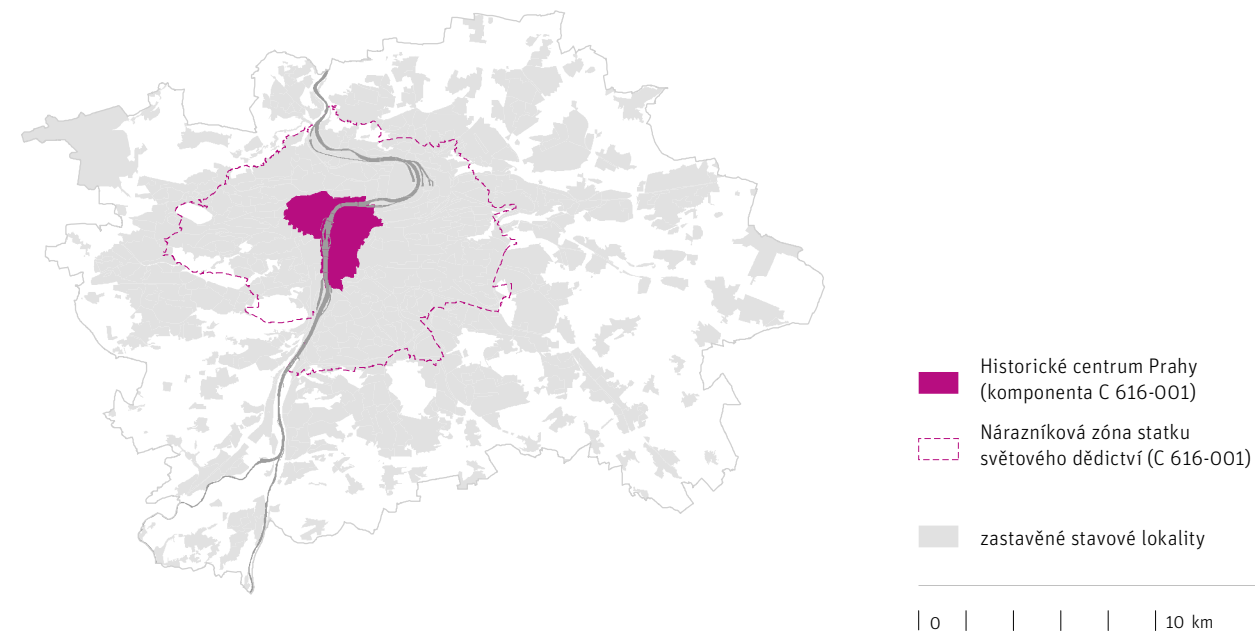 Historické centrum Prahy
(komponenta C 616-001)
Nárazníková zóna statku
světového dědictví (C 616-001)
zastavěné stavové lokality
0 10 km